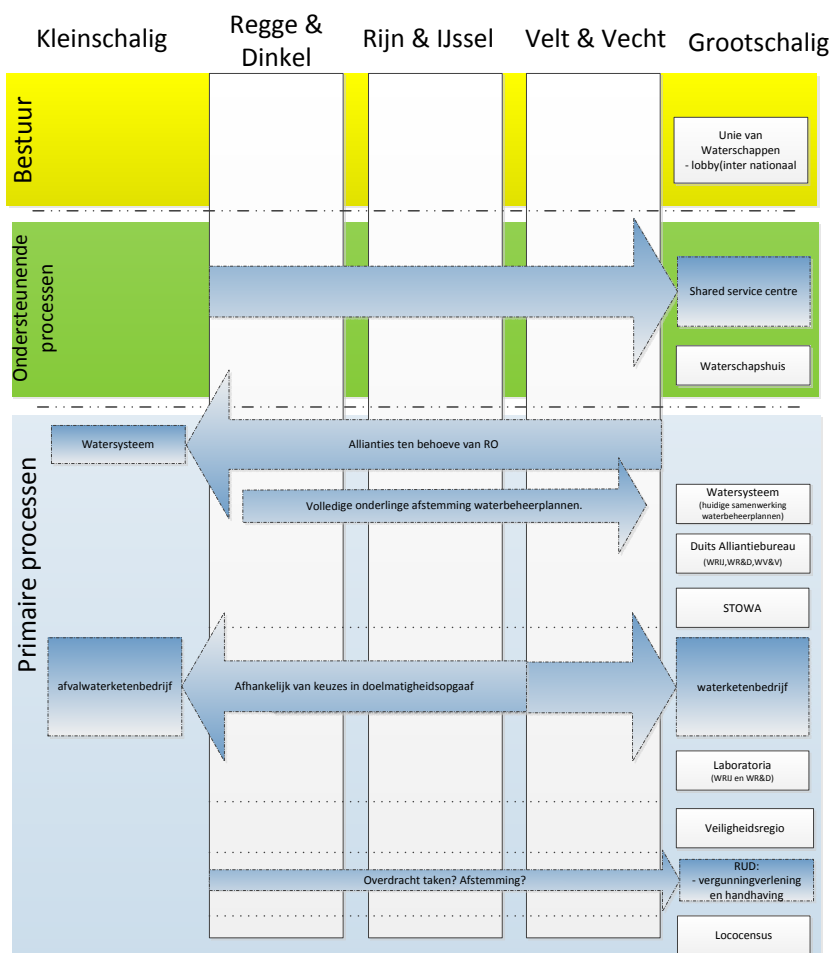 Kleinschalig
Regge &
Dinkel
Rijn & IJssel
Velt & Vecht
Grootschalig
Bestuur
Unie van
Waterschappen
- lobby(inter nationaal
Ondersteunende
processen
Shared service centre
Waterschapshuis
Primaire processen
Watersysteem
Allianties ten behoeve van RO
Volledige onderlinge afstemming waterbeheerplannen.
Watersysteem
(huidige samenwerking
waterbeheerplannen)
Duits Alliantiebureau
(WRIJ,WR&D,WV&V)
STOWA
afvalwaterketenbedrijf
Afhankelijk van keuzes in doelmatigheidsopgaaf
waterketenbedrijf
Laboratoria
(WRIJ en WR&D)
Veiligheidsregio
Overdracht taken? Afstemming?
RUD:
- vergunningverlening
en handhaving
Lococensus